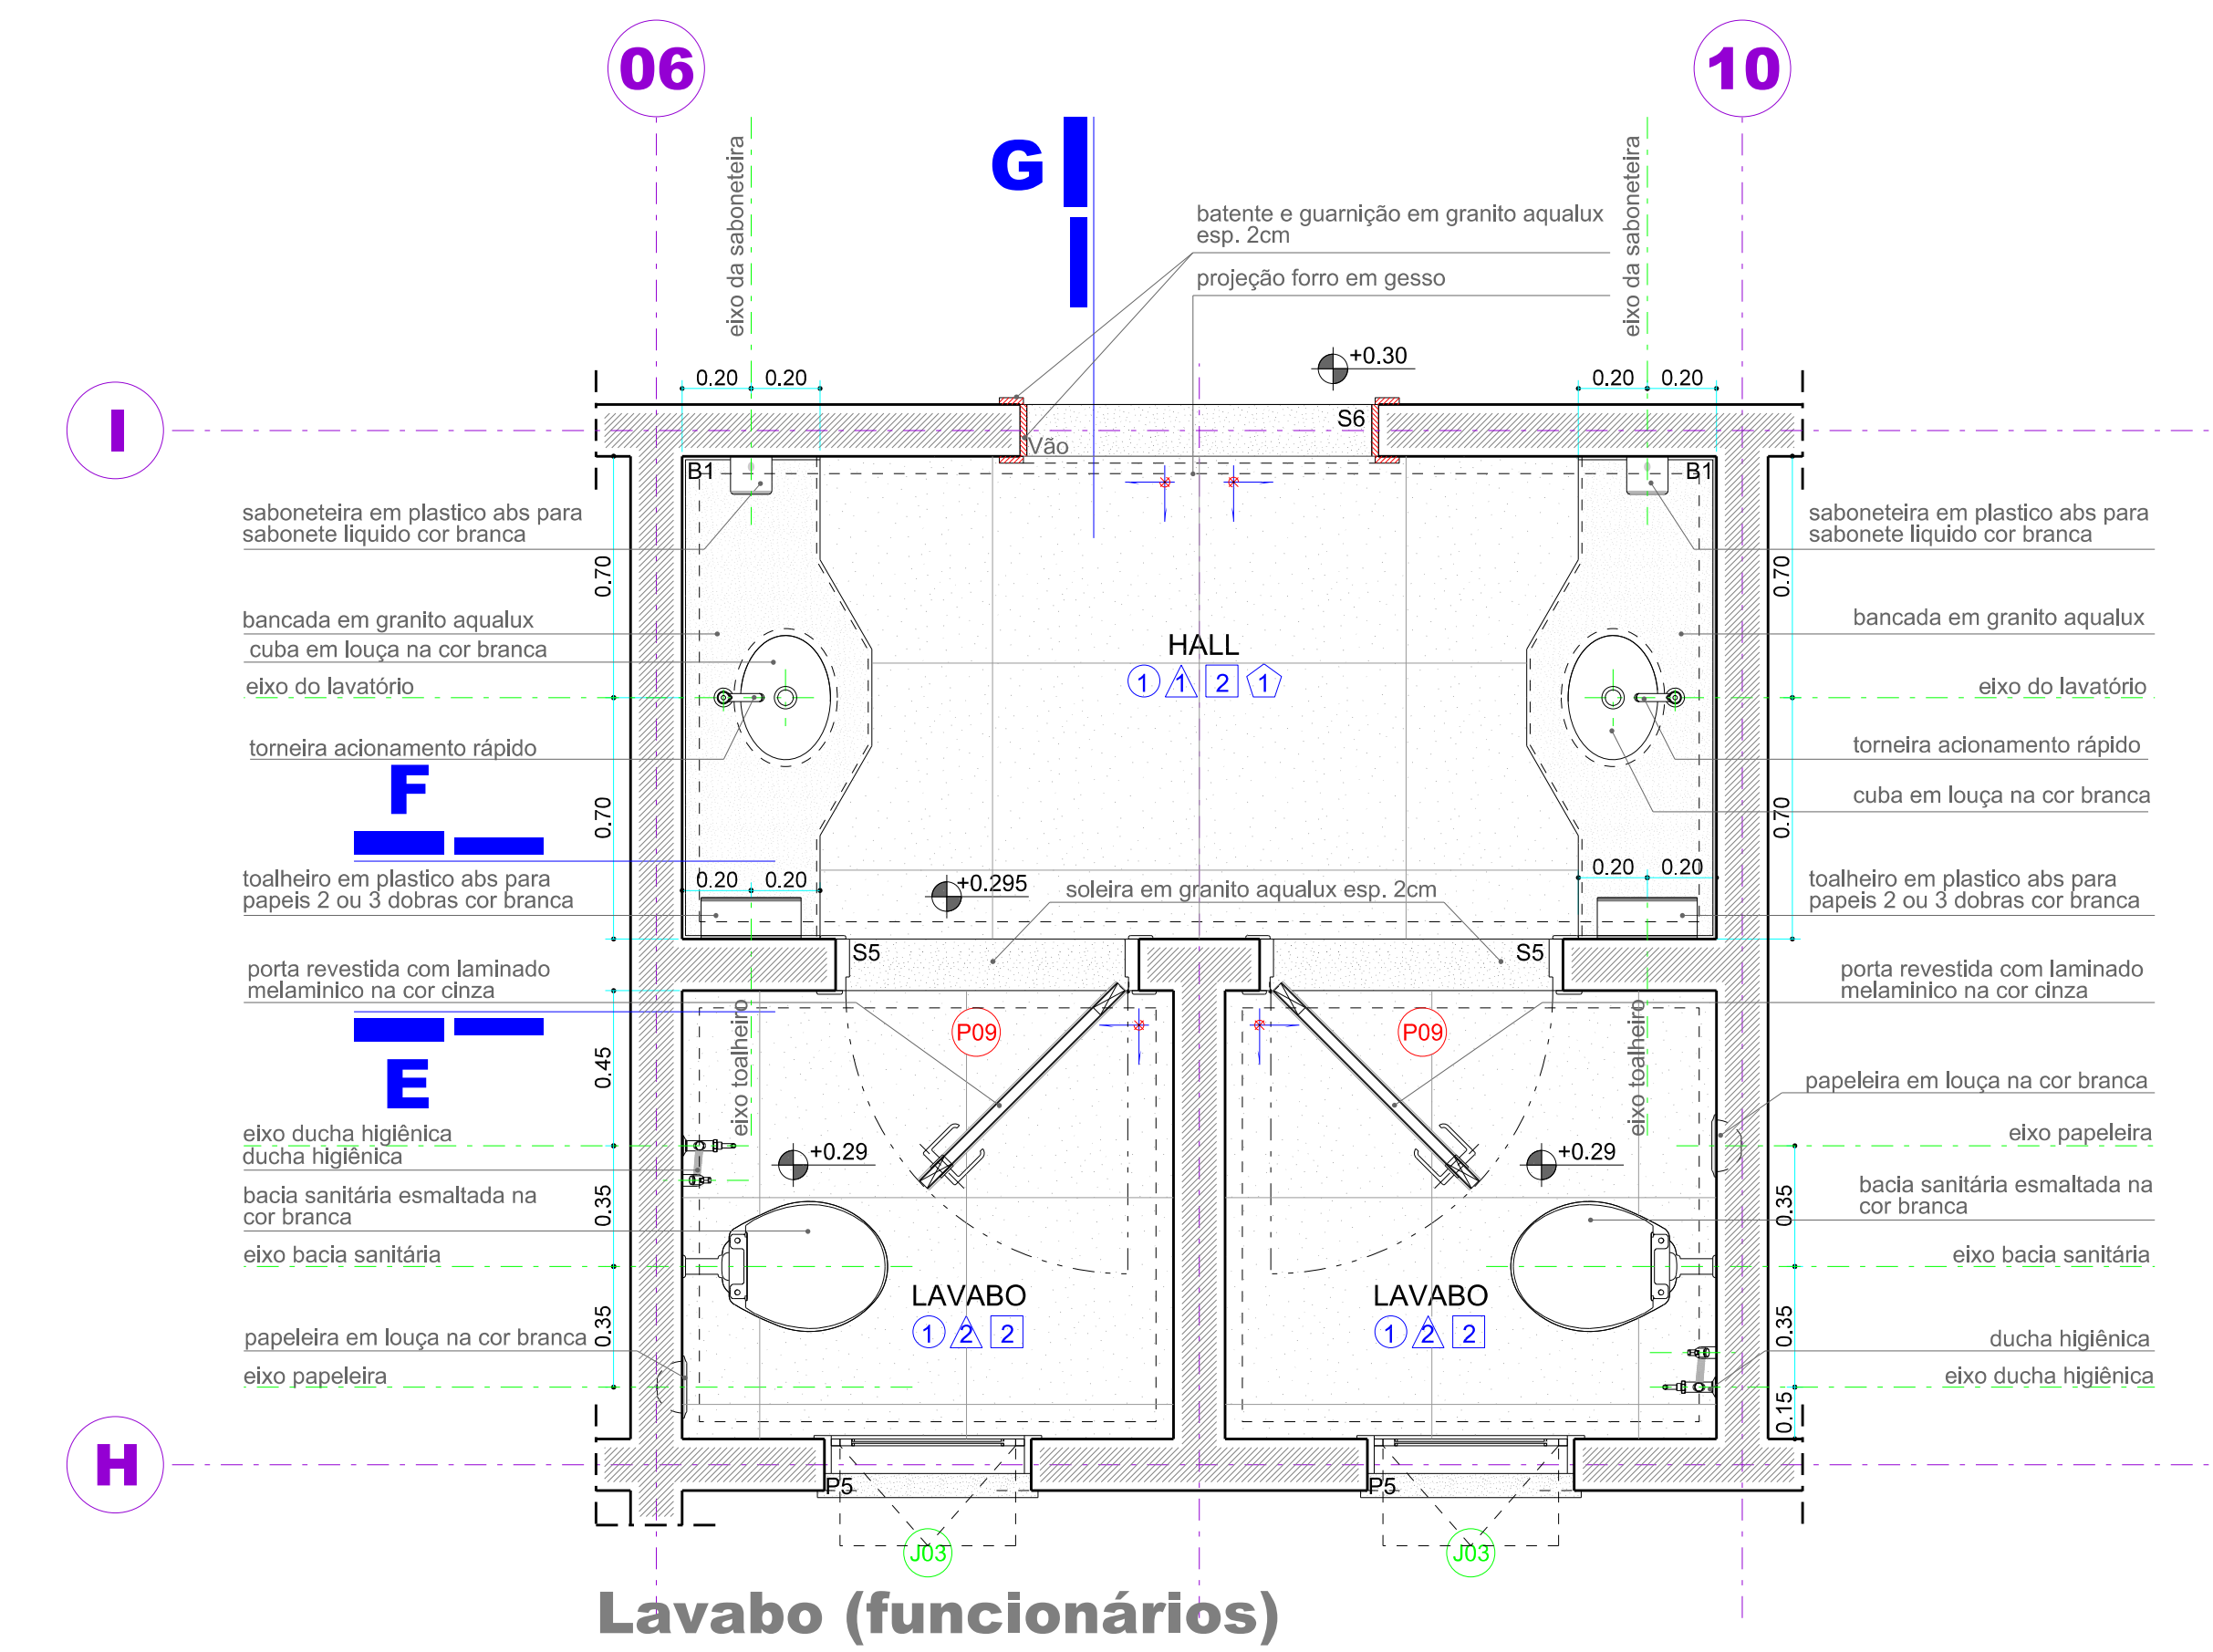 06
10
eixo da saboneteira
G
eixo da saboneteira
batente e guarnição em granito aqualux
esp. 2cm
projeção forro em gesso
+0.30
0.20
0.20
0.20
0.20
I
S6
Vão
B1
B1
saboneteira em plastico abs para
sabonete liquido cor branca
saboneteira em plastico abs para
sabonete liquido cor branca
0.70
0.70
bancada em granito aqualux
bancada em granito aqualux
cuba em louça na cor branca
HALL
1
1
2
1
eixo do lavatório
eixo do lavatório
torneira acionamento rápido
torneira acionamento rápido
F
cuba em louça na cor branca
0.70
0.70
toalheiro em plastico abs para
papeis 2 ou 3 dobras cor branca
0.20
0.20
+0.295
soleira em granito aqualux esp. 2cm
0.20
0.20
toalheiro em plastico abs para
papeis 2 ou 3 dobras cor branca
S5
S5
porta revestida com laminado
melaminico na cor cinza
porta revestida com laminado
melaminico na cor cinza
P09
P09
eixo toalheiro
eixo toalheiro
0.45
E
papeleira em louça na cor branca
eixo ducha higiênica
ducha higiênica
+0.29
+0.29
eixo papeleira
bacia sanitária esmaltada na
cor branca
0.35
0.35
bacia sanitária esmaltada na
cor branca
eixo bacia sanitária
eixo bacia sanitária
LAVABO
1
2
2
LAVABO
1
2
2
0.35
0.35
papeleira em louça na cor branca
ducha higiênica
eixo papeleira
eixo ducha higiênica
0.15
H
P5
P5
J03
J03
Lavabo (funcionários)